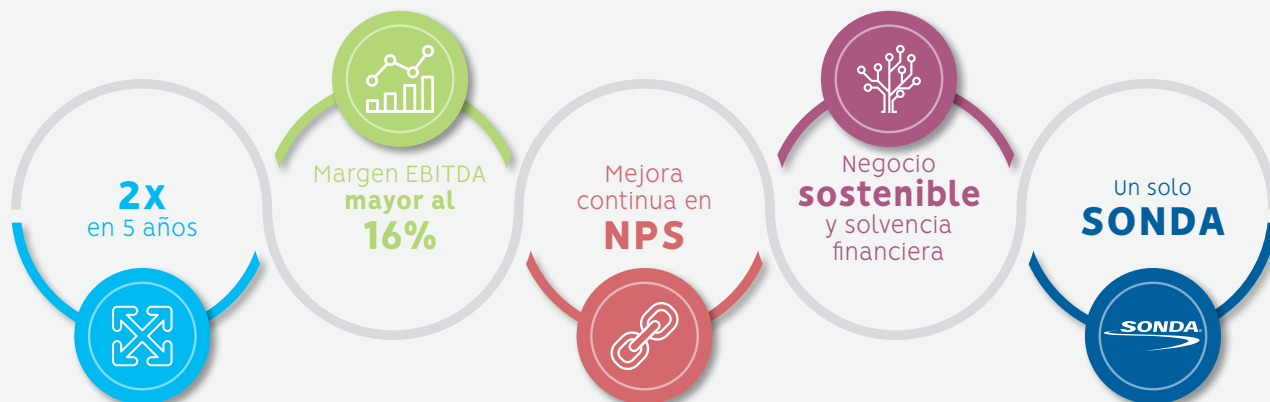 2x
en 5 años
Margen EBITDA
mayor al
16%
Mejora
continua en
NPS
Negocio
sostenible
y solvencia
financiera
Un solo
SONDA
SONDA